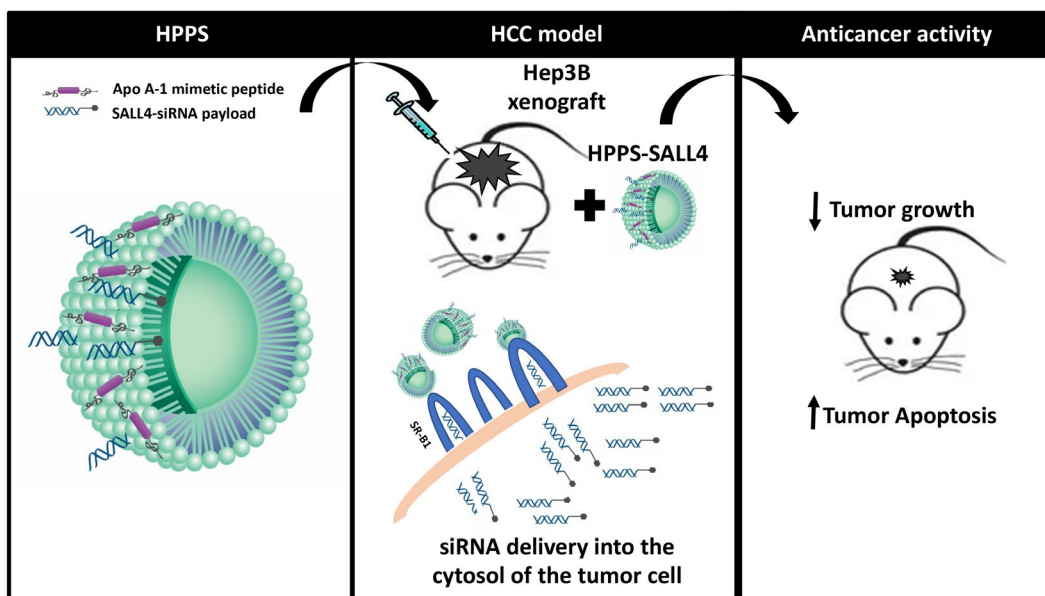 HPPS
HCC model
Anticancer activity
Apo A-1 mimetic peptide
SALL4-siRNA payload
Hep3B
xenograft
HPPS-SALL4
SR-B1
siRNA delivery into the
cytosol of the tumor cell
Tumor growth
Tumor Apoptosis